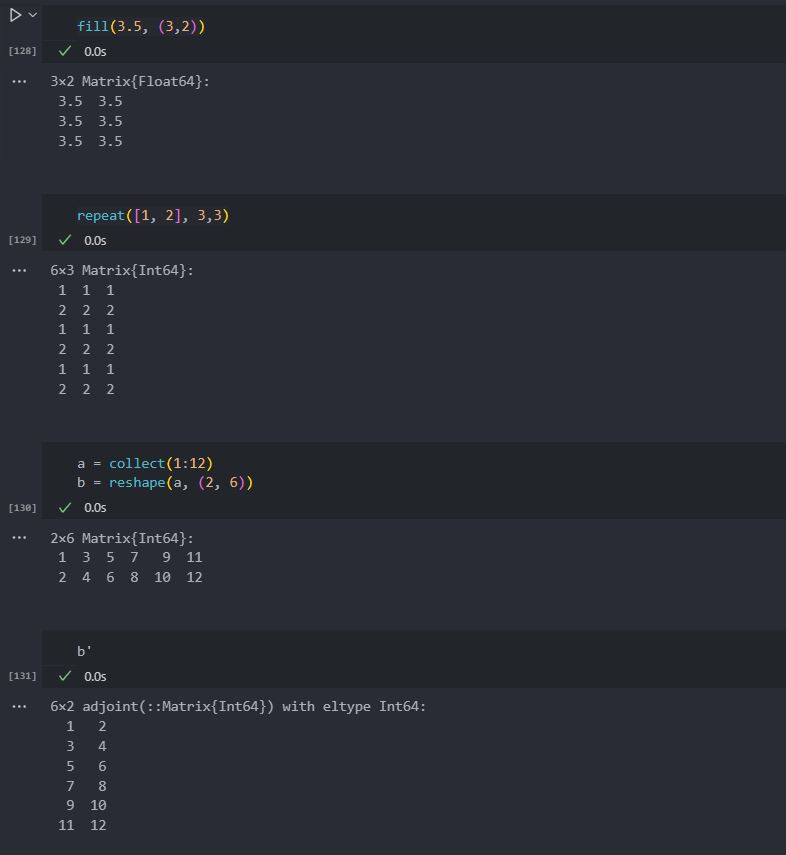 fill(3.5, (3,2))
[128] ✓ 0.0s
... 3×2 Matrix{Float64}:
3.5 3.5
3.5 3.5
3.5 3.5
repeat([1, 2], 3,3)
[129] ✓ 0.0s
... 6×3 Matrix{Int64}:
1 1 1
2 2 2
1 1 1
2 2 2
1 1 1
2 2 2
a = collect(1:12)
b = reshape(a, (2, 6))
[130] ✓ 0.0s
... 2×6 Matrix{Int64}:
1 3 5 7 9 11
2 4 6 8 10 12
b'
[131] ✓ 0.0s
... 6×2 adjoint(::Matrix{Int64}) with eltype Int64:
1 2
3 4
5 6
7 8
9 10
11 12